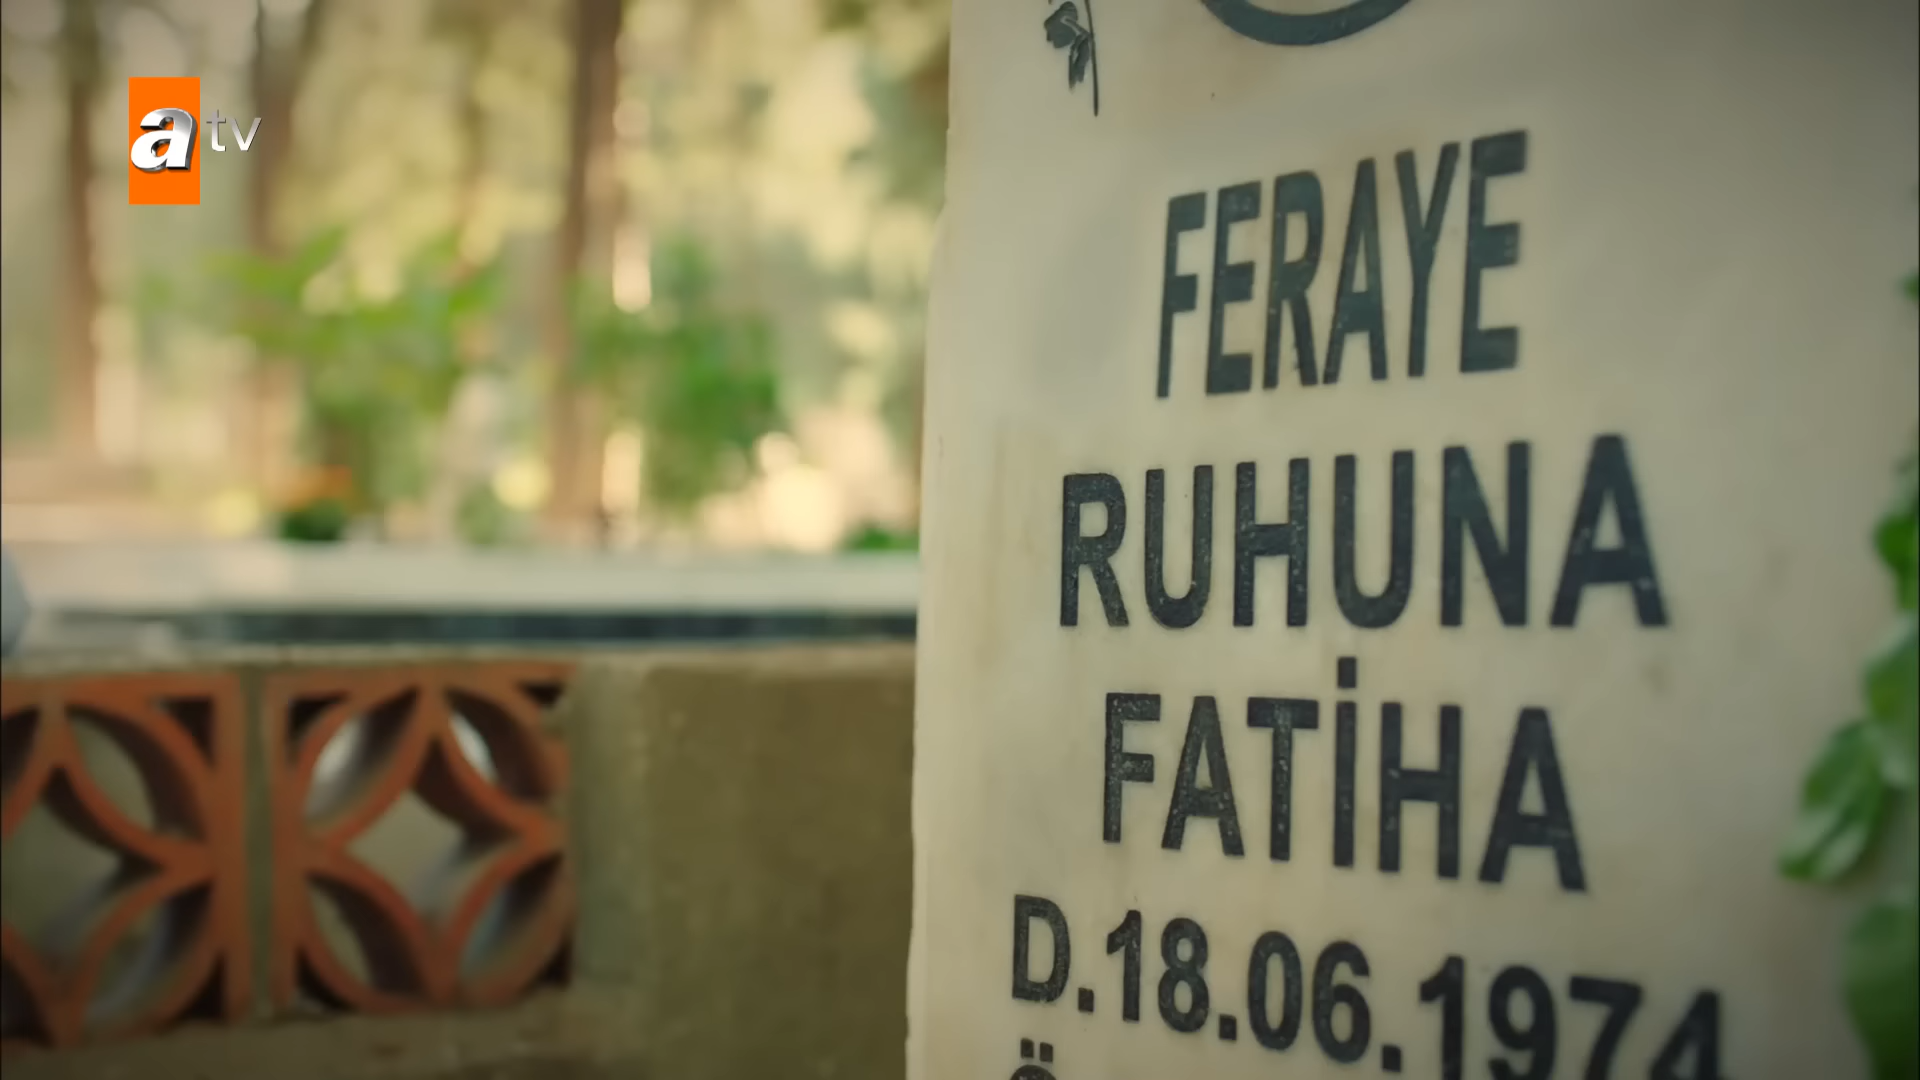 atv
FERAYE
RUHUNA
FATİHA
D.18.06.1974
Ö